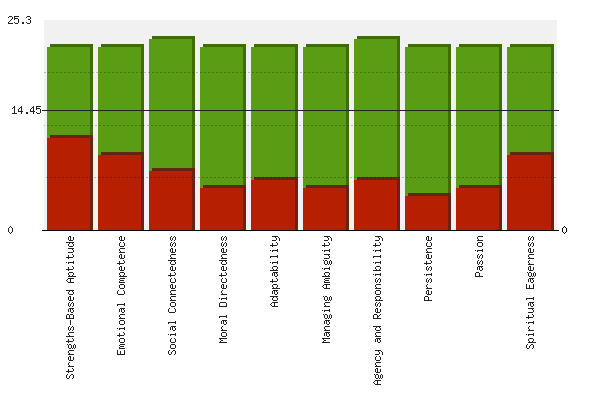 25.3
14.45
0
0
Strengths-Based Aptitude
Emotional Competence
Social Connectedness
Moral Directedness
Adaptability
Managing Ambiguity
Agency and Responsibility
Persistence
Passion
Spiritual Eagerness